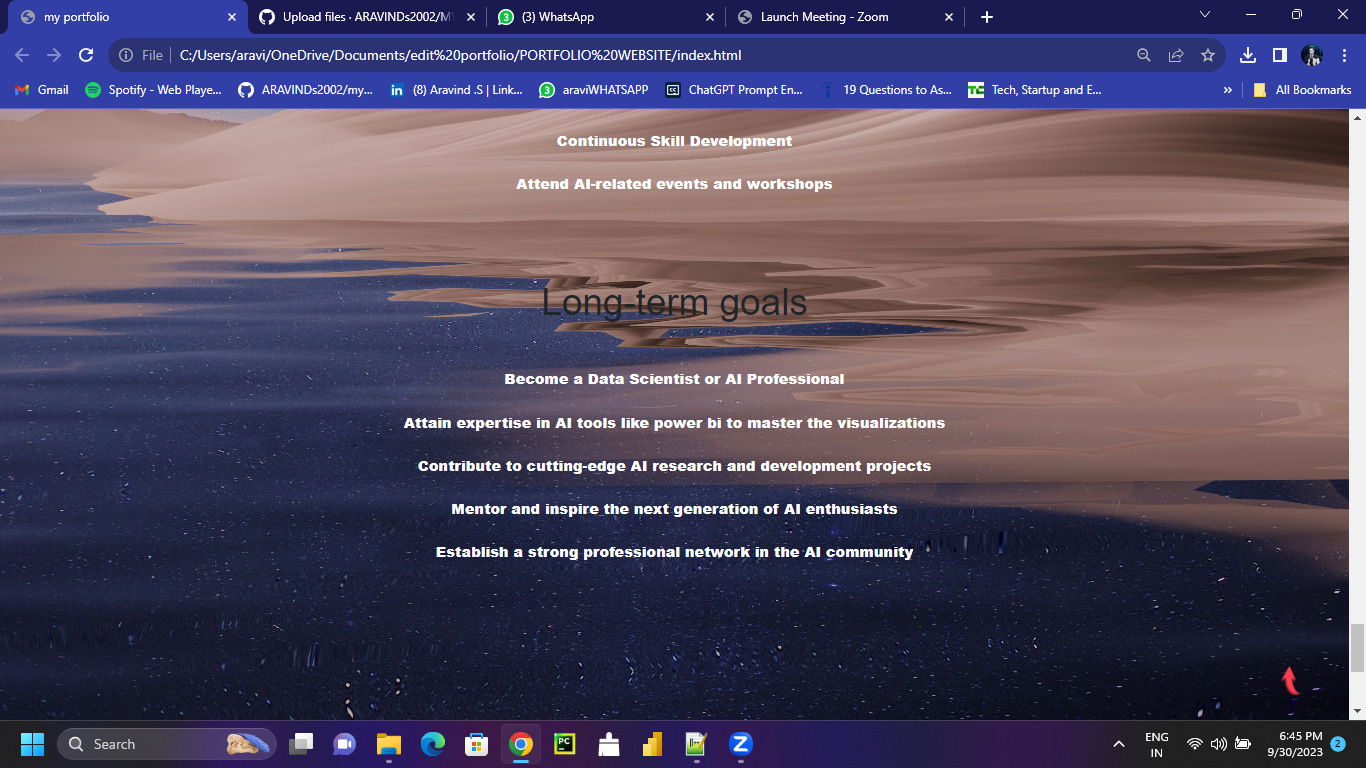 my portfolio
Upload files · ARAVINDs2002/MY
(3) WhatsApp
Launch Meeting - Zoom
File
C:/Users/aravi/OneDrive/Documents/edit%20portfolio/PORTFOLIO%20WEBSITE/index.html
Gmail
Spotify - Web Playe...
ARAVINDs2002/my...
(8) Aravind .S | Link...
araviWHATSAPP
ChatGPT Prompt En...
19 Questions to As...
Tech, Startup and E...
»
All Bookmarks
Continuous Skill Development
Attend AI-related events and workshops
Long-term goals
Become a Data Scientist or AI Professional
Attain expertise in AI tools like power bi to master the visualizations
Contribute to cutting-edge AI research and development projects
Mentor and inspire the next generation of AI enthusiasts
Establish a strong professional network in the AI community
Search
ENG
IN
6:45 PM
9/30/2023
2